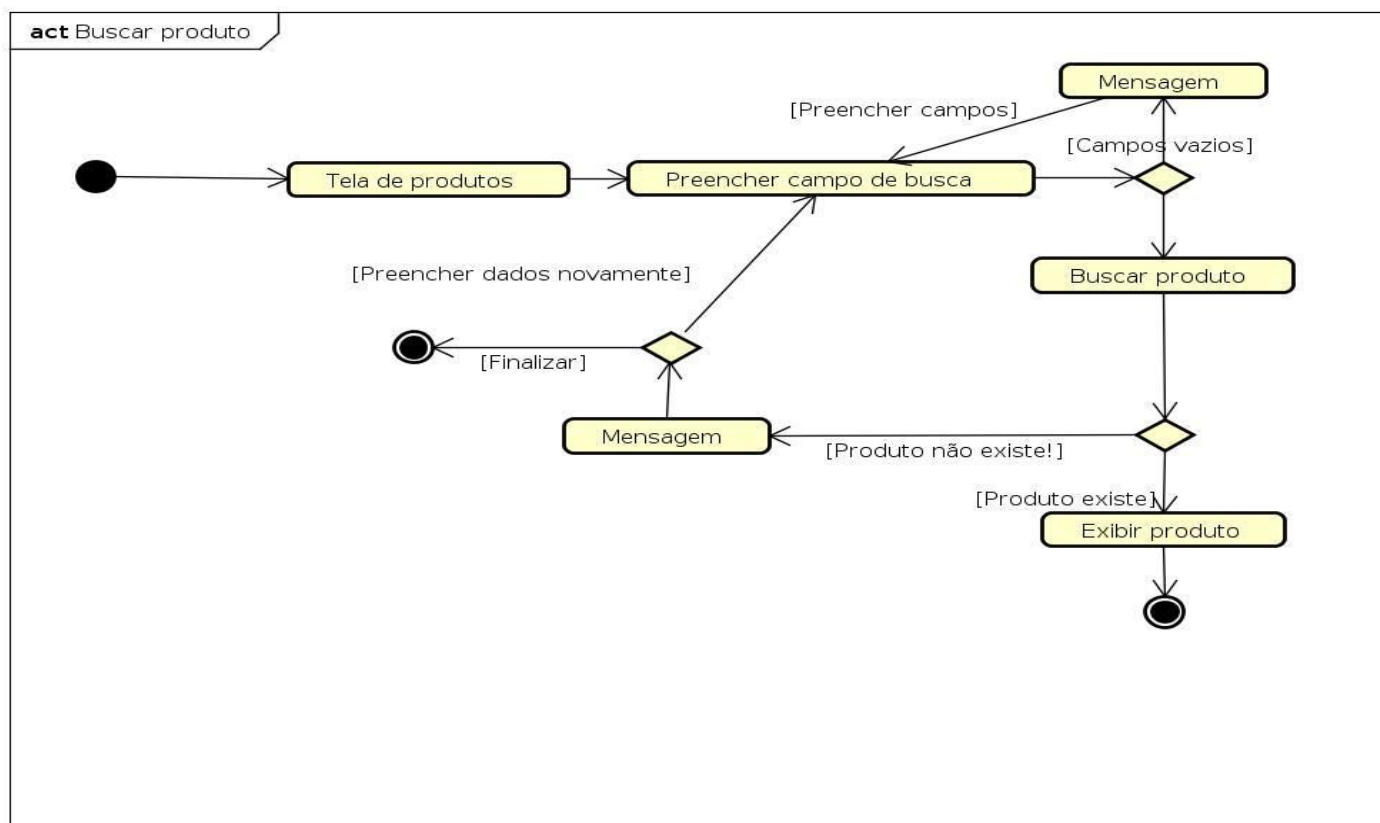 act Buscar produto
Mensagem
[Preencher campos]
[Campos vazios]
Tela de produtos
Preencher campo de busca
[Preencher dados novamente]
Buscar produto
[Finalizar]
Mensagem
[Produto não existe!]
[Produto existe]
Exibir produto